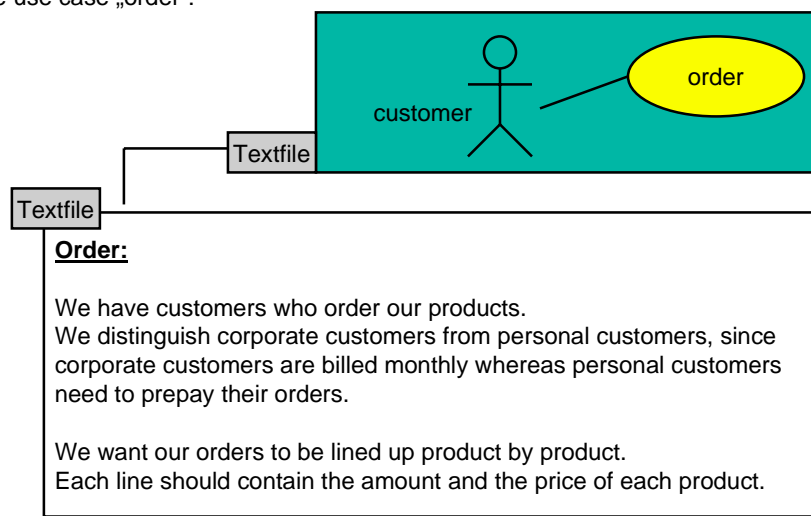 e use case „order“.
order
customer
Textfile
Textfile
Order:
We have customers who order our products.
We distinguish corporate customers from personal customers, since
corporate customers are billed monthly whereas personal customers
need to prepay their orders.
We want our orders to be lined up product by product.
Each line should contain the amount and the price of each product.